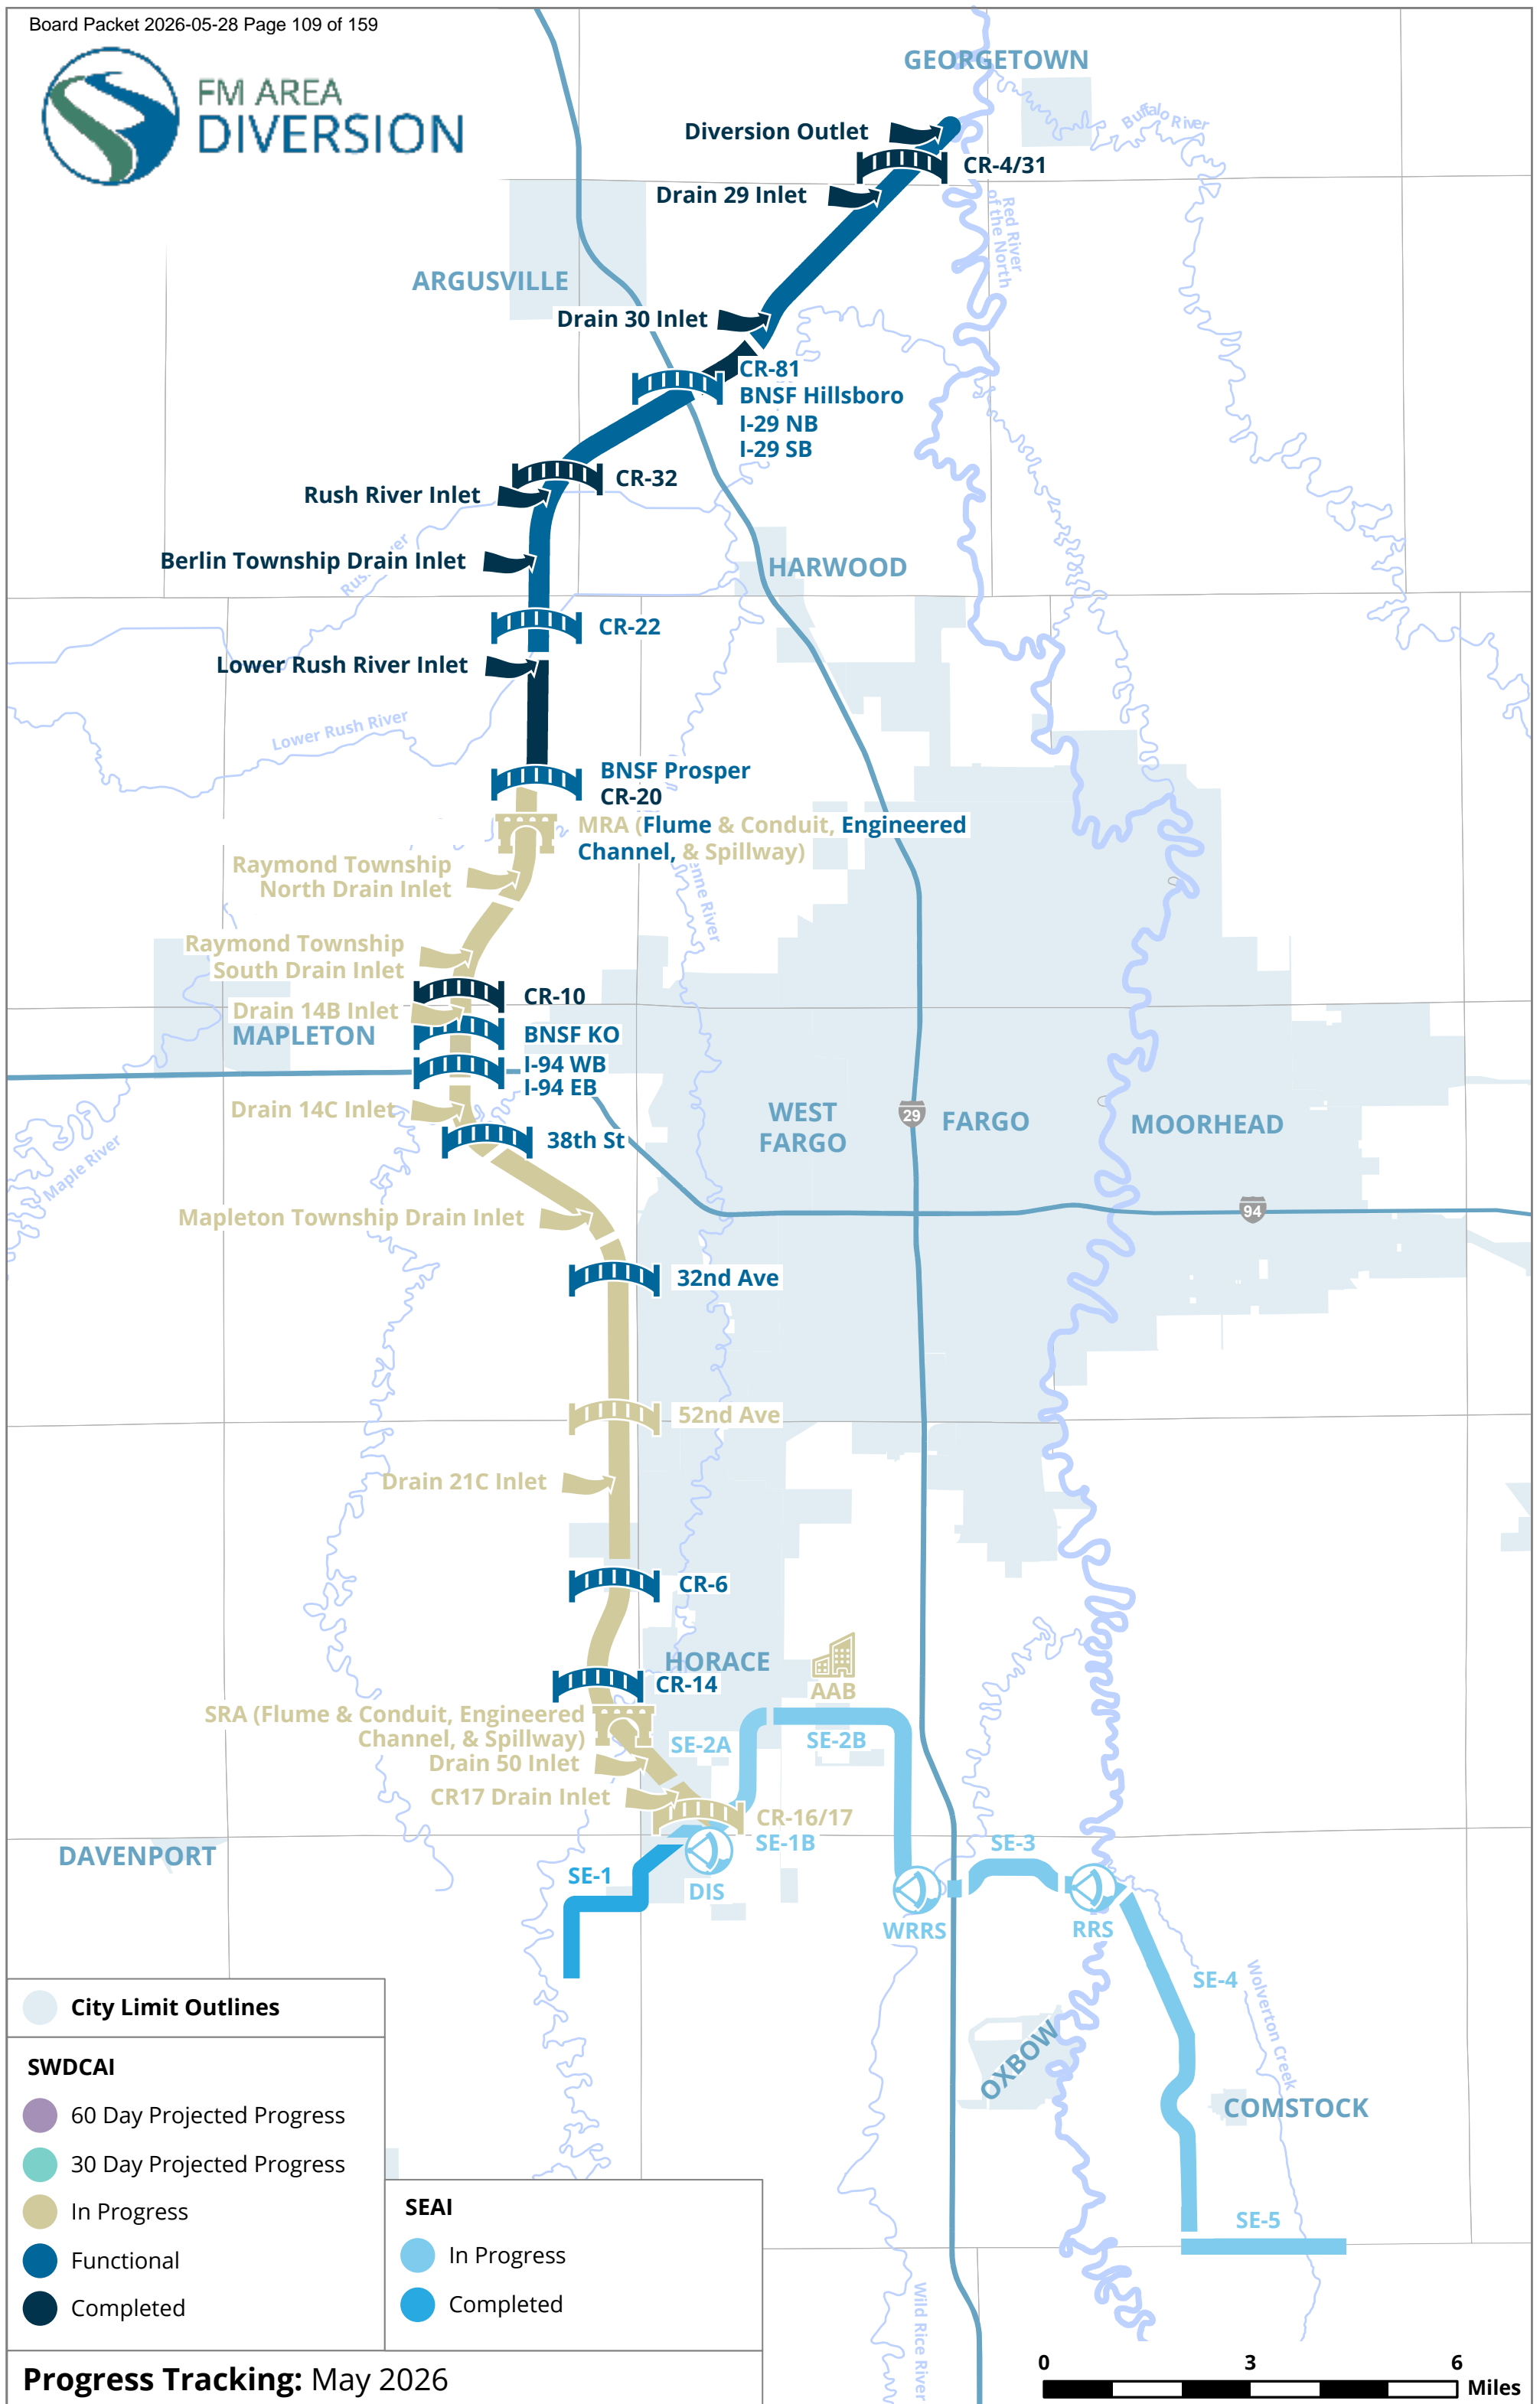 Board Packet 2026-05-28 Page 109 of 159
FM AREA
DIVERSION
GEORGETOWN
Buffalo River
Diversion Outlet
CR-4/31
Drain 29 Inlet
Red River
of the North
ARGUSVILLE
Drain 30 Inlet
CR-81
BNSF Hillsboro
I-29 NB
I-29 SB
CR-32
Rush River Inlet
Berlin Township Drain Inlet
HARWOOD
CR-22
Lower Rush River Inlet
Lower Rush River
BNSF Prosper
CR-20
MRA (Flume & Conduit, Engineered
Channel, & Spillway)
Raymond Township
North Drain Inlet
River
Raymond Township
South Drain Inlet
CR-10
Drain 14B Inlet
MAPLETON
BNSF KO
I-94 WB
I-94 EB
Drain 14C Inlet
WEST
FARGO
29
FARGO
MOORHEAD
38th St
Maple River
Mapleton Township Drain Inlet
94
32nd Ave
52nd Ave
Drain 21C Inlet
CR-6
HORACE
CR-14
AAB
SRA (Flume & Conduit, Engineered
Channel, & Spillway)
SE-2A
SE-2B
Drain 50 Inlet
CR17 Drain Inlet
CR-16/17
SE-1B
SE-3
DAVENPORT
SE-1
DIS
WRRS
RRS
SE-4
Wolverton Creek
OXBOW
COMSTOCK
SE-5
Wild Rice River
City Limit Outlines
SWDCAI
60 Day Projected Progress
30 Day Projected Progress
In Progress
Functional
Completed
SEAI
In Progress
Completed
Progress Tracking: May 2026
0 3 6
Miles